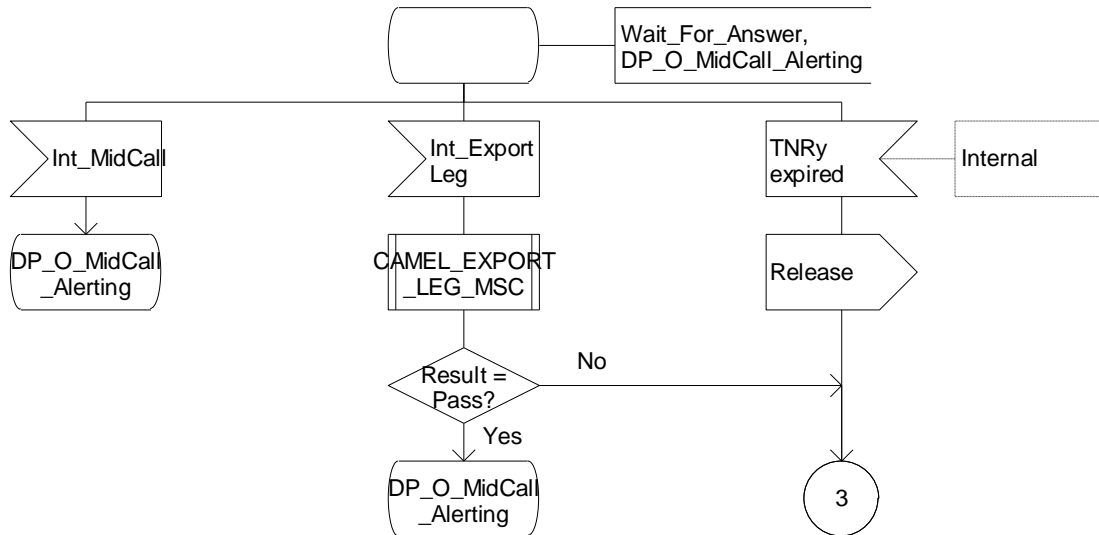 Wait_For_Answer,
DP_O_MidCall_Alerting
Int_MidCall
Int_Export
Leg
TNRy
expired
Internal
DP_O_MidCall
_Alerting
CAMEL_EXPORT
_LEG_MSC
Release
Result =
Pass?
No
Yes
DP_O_MidCall
_Alerting
3